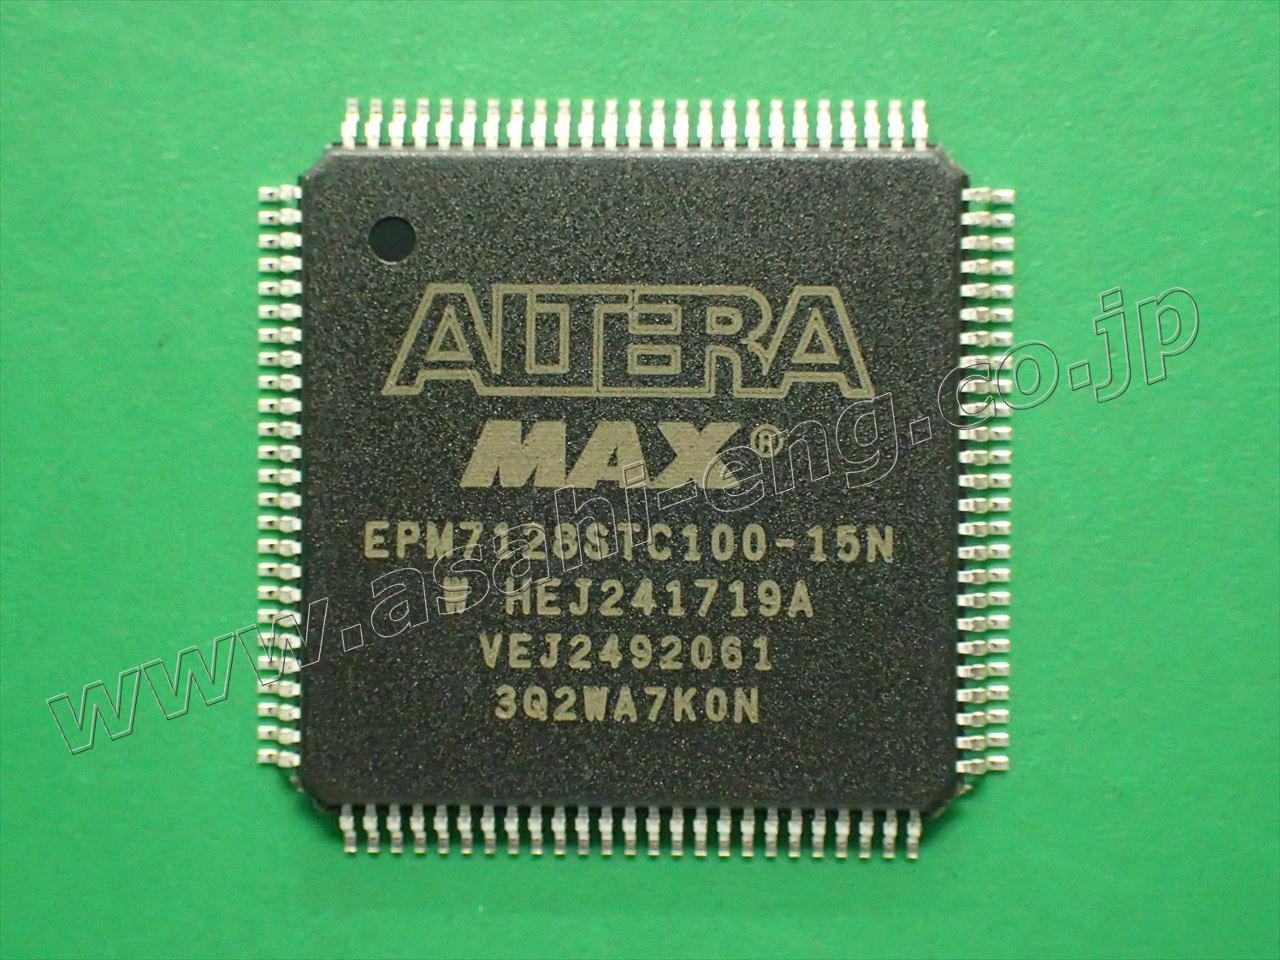 ALTERA
MAX®
EPM7128STC100-15N
W HEJ241719A
VEJ2492061
3Q2WA7K0N
www.asahi-eng.co.jp